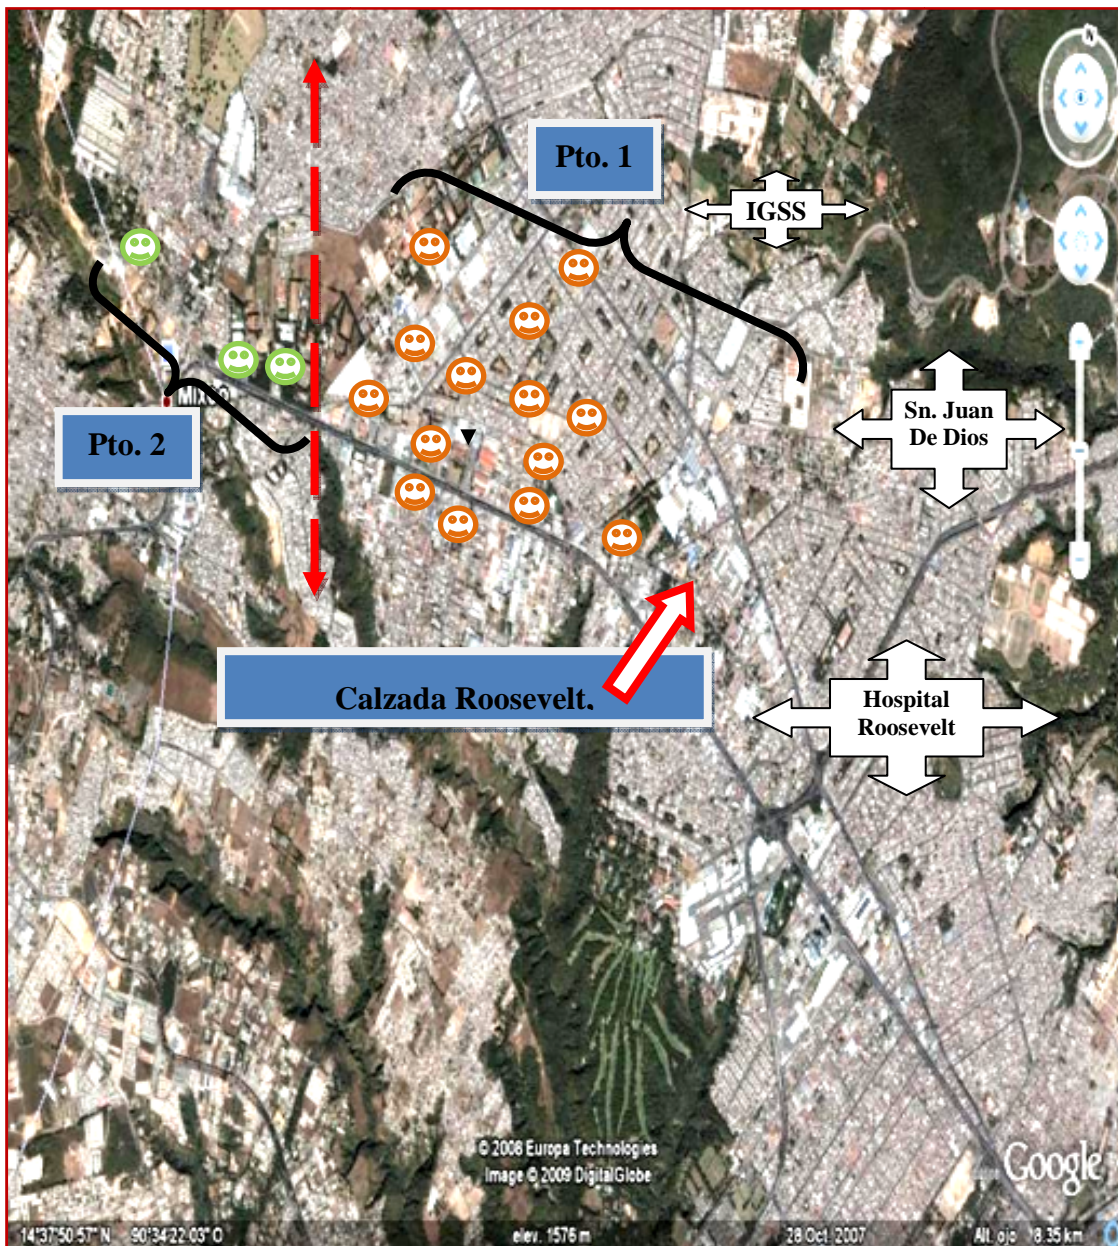 N
Pto. 1
IGSS
MIXCO
Pto. 2
Sn. Juan
De Dios
Calzada Roosevelt.
Hospital
Roosevelt
© 2008 Europa Technologies
Image © 2009 DigitalGlobe
Google
14°37'50.57" N 90°34'22.03" O elev. 1576 m 28 Oct. 2007 Alt. ojo 8.35 km